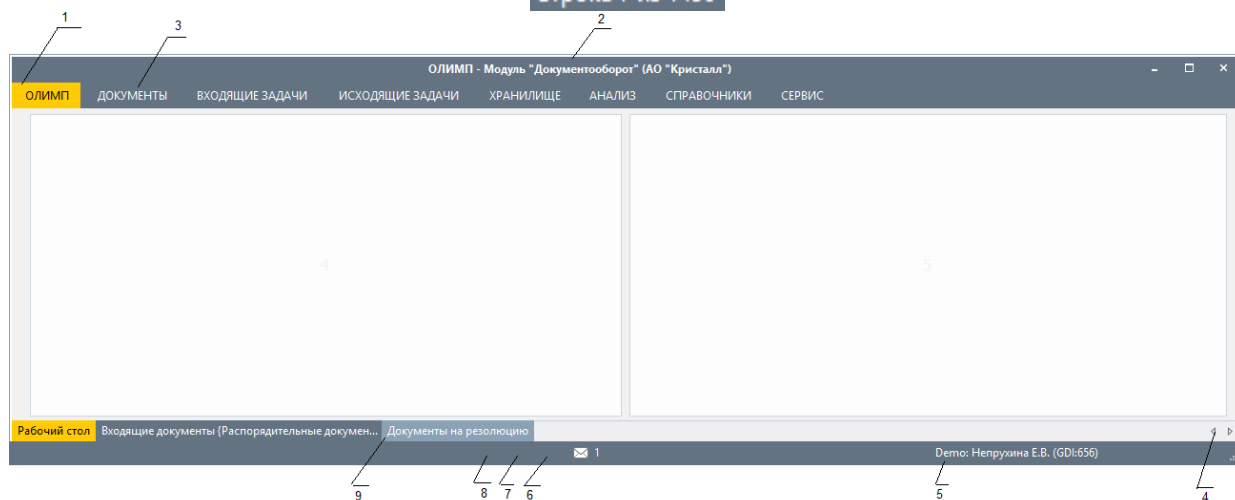 1
3
2
ОЛИМП - Модуль "Документооборот" (АО "Кристалл")
ОЛИМП ДОКУМЕНТЫ ВХОДЯЩИЕ ЗАДАЧИ ИСХОДЯЩИЕ ЗАДАЧИ ХРАНИЛИЩЕ АНАЛИЗ СПРАВОЧНИКИ СЕРВИС
4 5
Рабочий стол Входящие документы {Распорядительные докумен... Документы на резолюцию
1 Demo: Непрухина Е.В. (GDI:656)
9 8 7 6 5 4